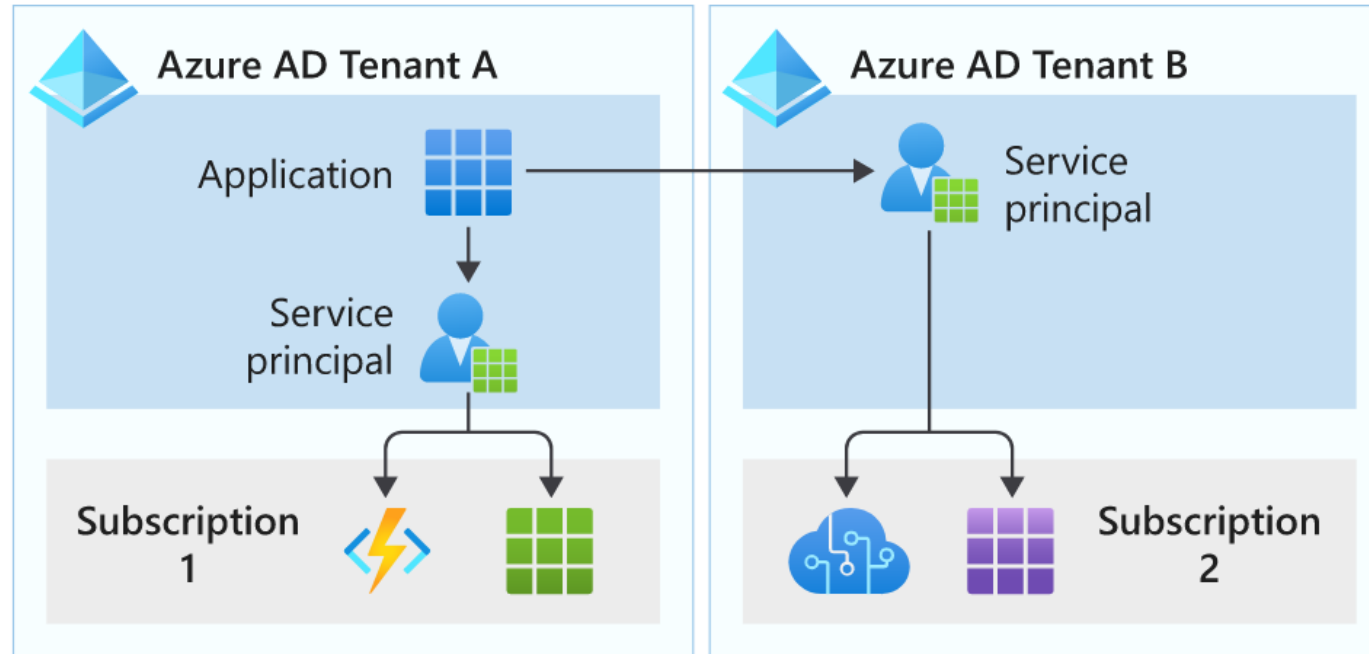 Azure AD Tenant A
Application
Service
principal
Subscription
1
Azure AD Tenant B
Service
principal
Subscription
2